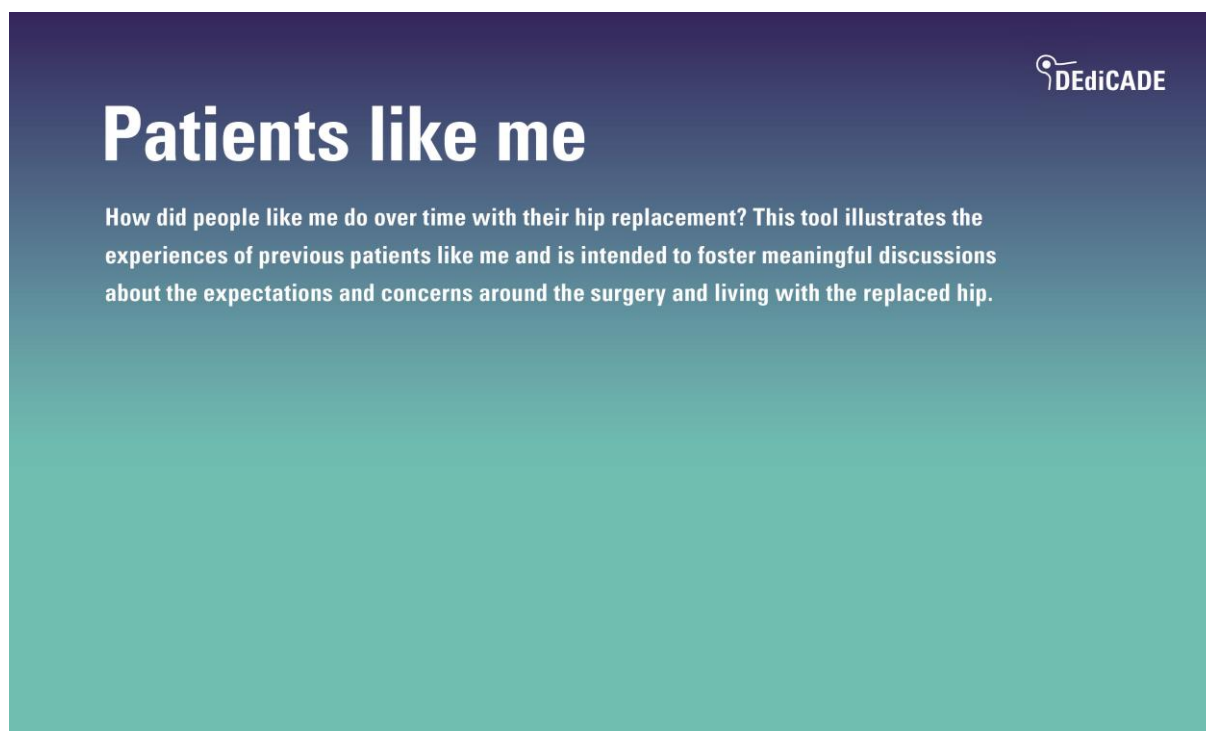 DEdiCADE
Patients like me
How did people like me do over time with their hip replacement? This tool illustrates the
experiences of previous patients like me and is intended to foster meaningful discussions
about the expectations and concerns around the surgery and living with the replaced hip.